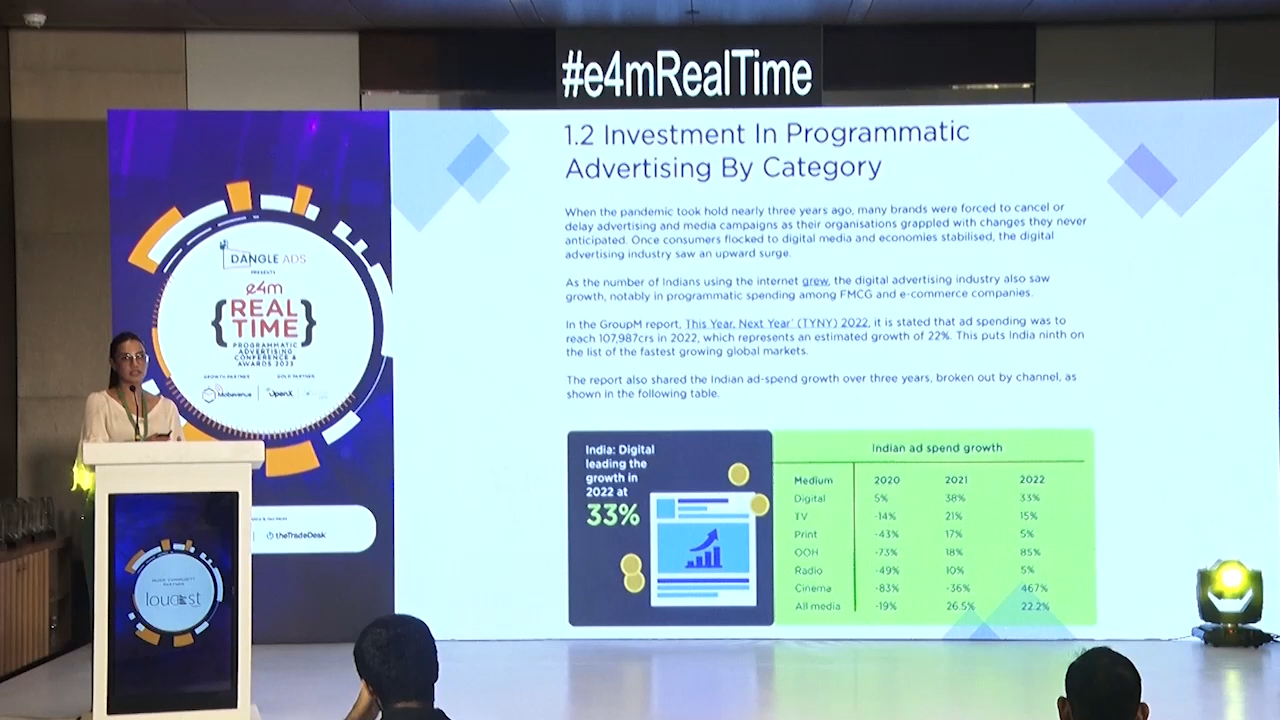 #e4mRealTime
1.2 Investment In Programmatic
Advertising By Category
When the pandemic took hold nearly three years ago, many brands were forced to cancel or
delay advertising and media campaigns as their organisations grappled with changes they never
anticipated. Once consumers flocked to digital media and economies stabilised, the digital
advertising industry saw an upward surge.
As the number of Indians using the internet grew, the digital advertising industry also saw
growth, notably in programmatic spending among FMCG and e-commerce companies.
In the GroupM report, This Year, Next Year' (TYNY) 2022, it is stated that ad spending was to
reach 107,987crs in 2022, which represents an estimated growth of 22%. This puts India ninth on
the list of the fastest growing global markets.
The report also shared the Indian ad-spend growth over three years, broken out by channel, as
shown in the following table.
India: Digital
leading the
growth in
2022 at
33%
Indian ad spend growth
Medium 2020 2021 2022
Digital 5% 38% 33%
TV -14% 21% 15%
Print -43% 17% 5%
OOH -73% 18% 85%
Radio -49% 10% 5%
Cinema -83% -36% 467%
All media -19% 26.5% 22.2%
DANGLE ADS
PRESENTS
e4m
{REAL
TIME}
PROGRAMMATIC
ADVERTISING
CONFERENCE &
AWARDS 2023
GROWTH PARTNER GOLD PARTNER
Mobavenue OpenX
theTradeDesk
MUSIC COMMUNITY
PARTNER
loudest